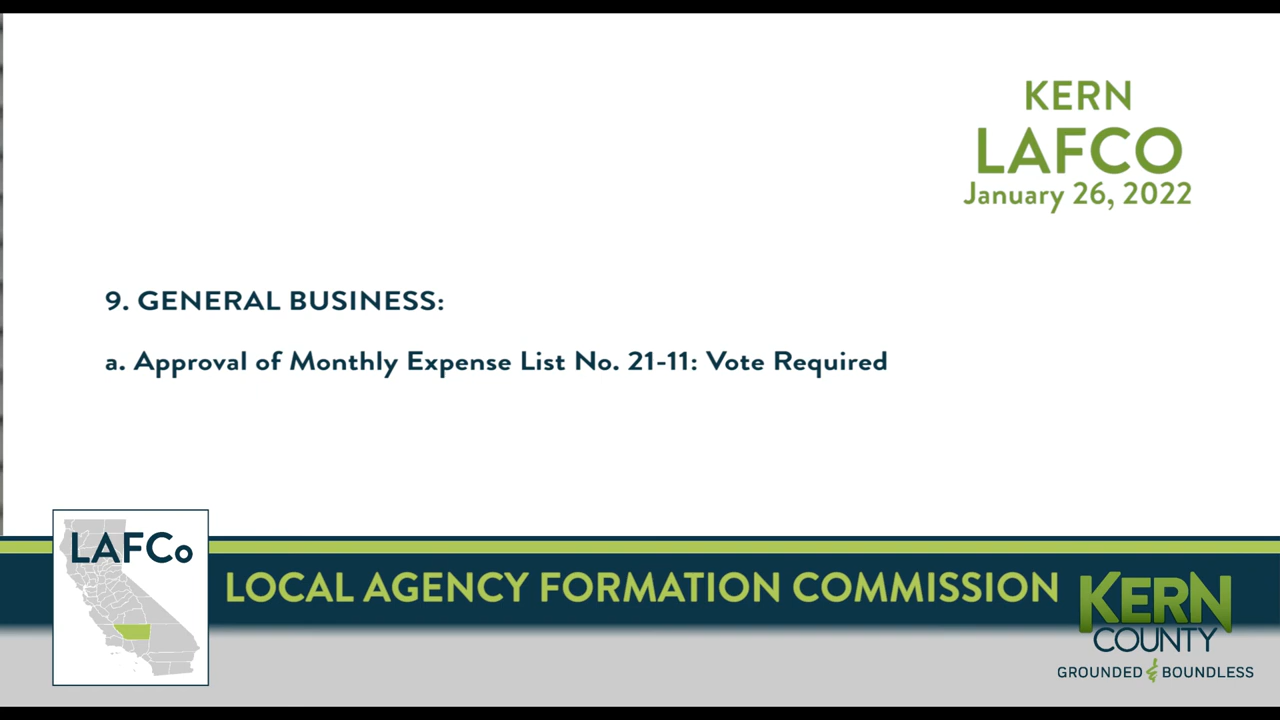 KERN
LAFCO
January 26, 2022
9. GENERAL BUSINESS:
a. Approval of Monthly Expense List No. 21-11: Vote Required
LAFCo
LOCAL AGENCY FORMATION COMMISSION
KERN
COUNTY
GROUNDED BOUNDLESS